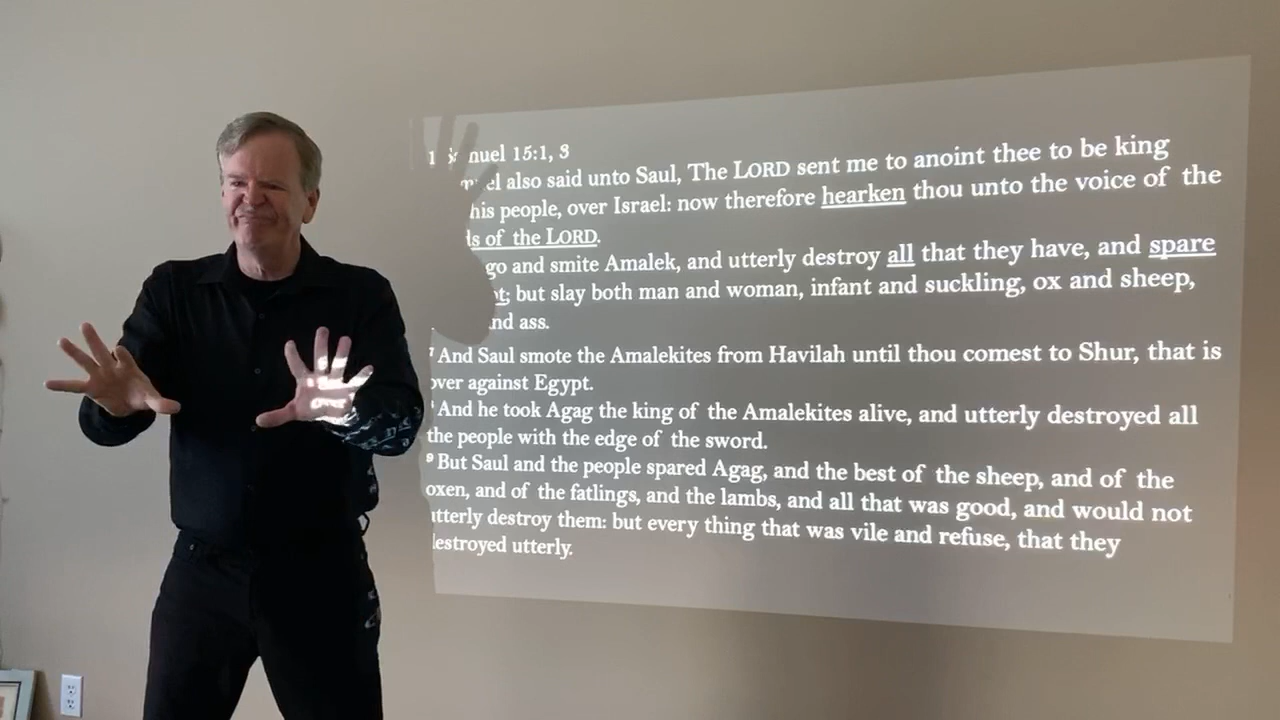 1 Samuel 15:1, 3
also said unto Saul, The LORD sent me to anoint thee to be king
his people, over Israel: now therefore hearken thou unto the voice of the
of the LORD.
go and smite Amalek, and utterly destroy all that they have, and spare
but slay both man and woman, infant and suckling, ox and sheep,
and ass.
7 And Saul smote the Amalekites from Havilah until thou comest to Shur, that is
over against Egypt.
And he took Agag the king of the Amalekites alive, and utterly destroyed all
the people with the edge of the sword.
9 But Saul and the people spared Agag, and the best of the sheep, and of the
oxen, and of the fatlings, and the lambs, and all that was good, and would not
utterly destroy them: but every thing that was vile and refuse, that they
destroyed utterly.